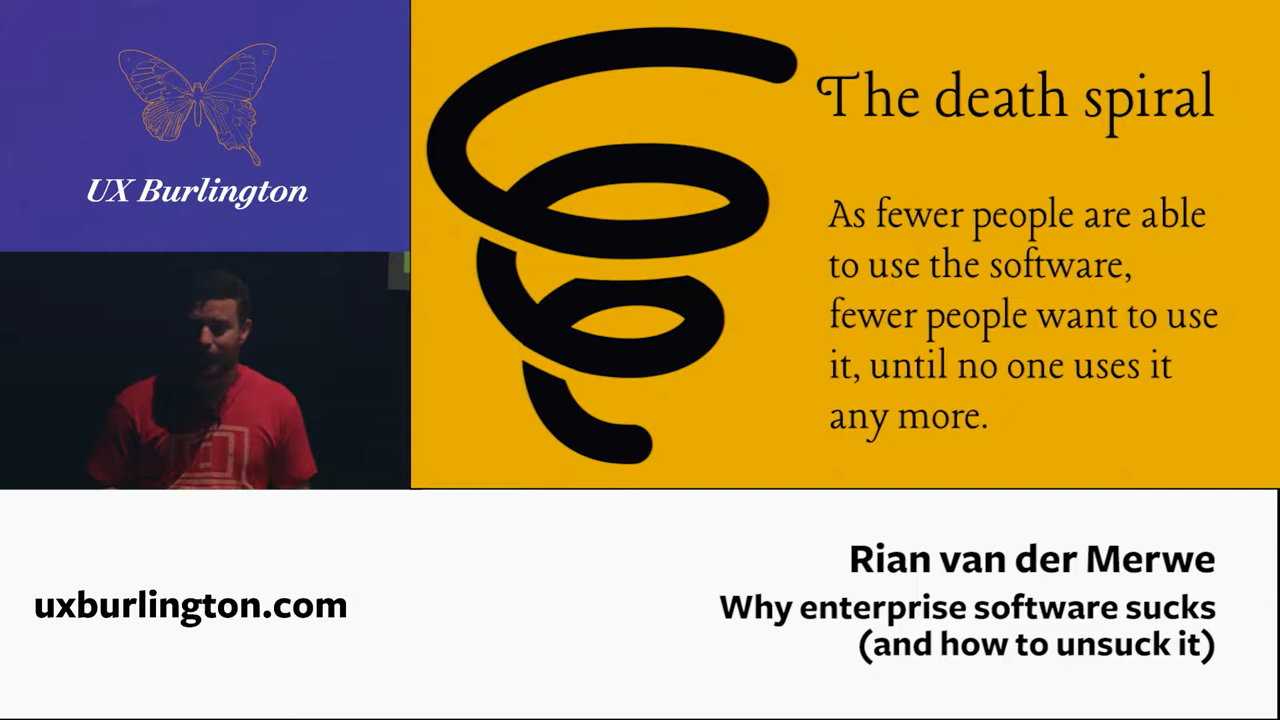 UX Burlington
The death spiral
As fewer people are able
to use the software,
fewer people want to use
it, until no one uses it
any more.
uxburlington.com
Rian van der Merwe
Why enterprise software sucks
(and how to unsuck it)